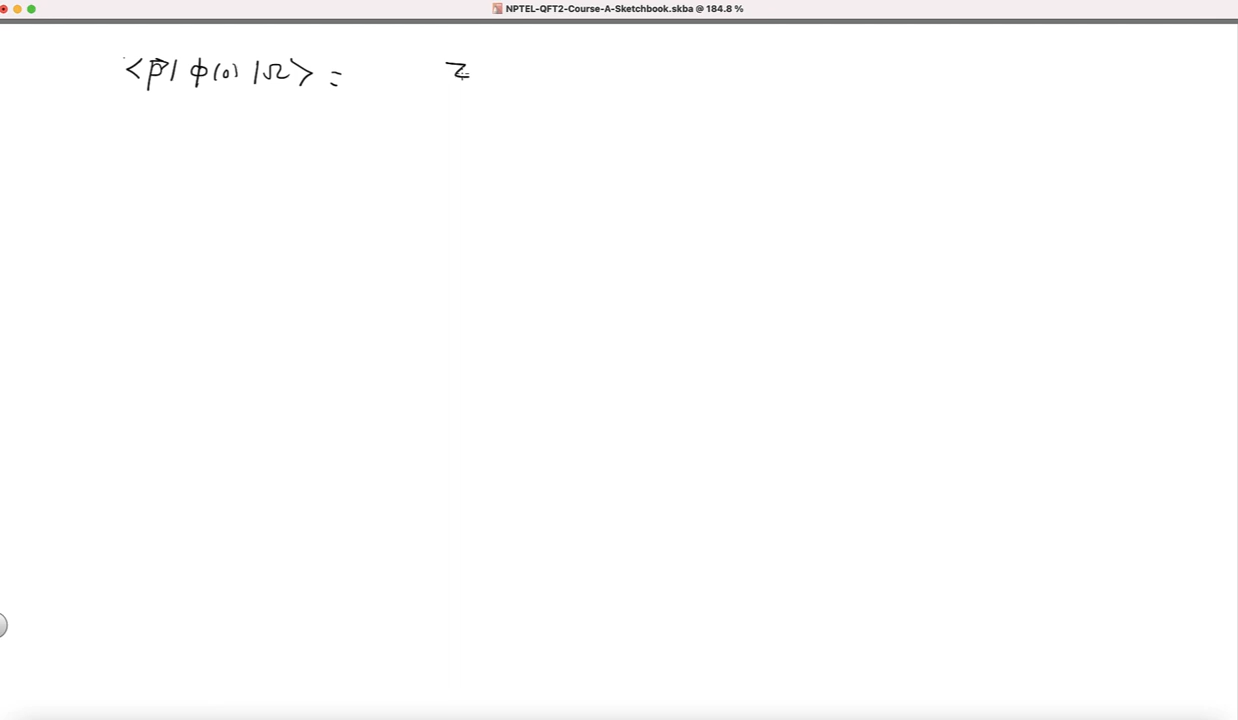 NPTEL-QFT2-Course-A-Sketchbook.skba @ 184.8 %
<p⃗| φ(0) |Ω> = Z